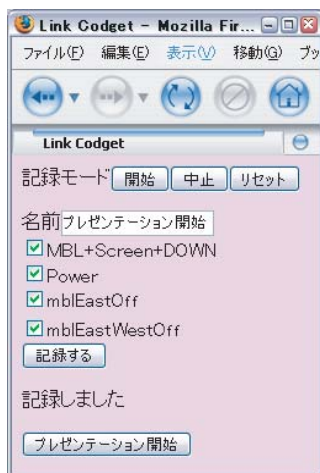 Link Codget - Mozilla Fir...
ファイル(F) 編集(E) 表示(V) 移動(G) ブッ
Link Codget
記録モード 開始 中止 リセット
名前 プレゼンテーション開始
MBL+Screen+DOWN
Power
mblEastOff
mblEastWestOff
記録する
記録しました
プレゼンテーション開始